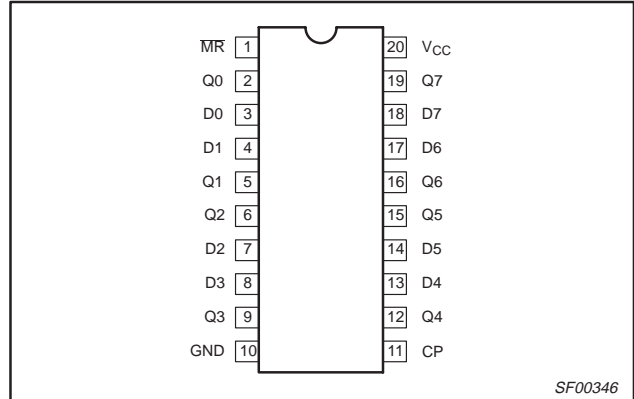 M̅R̅ 1 20 VCC
Q0 2 19 Q7
D0 3 18 D7
D1 4 17 D6
Q1 5 16 Q6
Q2 6 15 Q5
D2 7 14 D5
D3 8 13 D4
Q3 9 12 Q4
GND 10 11 CP
SF00346